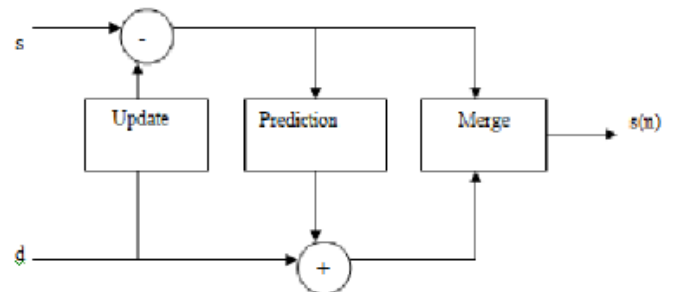 s
-
Update
Prediction
Merge
s(n)
d
+